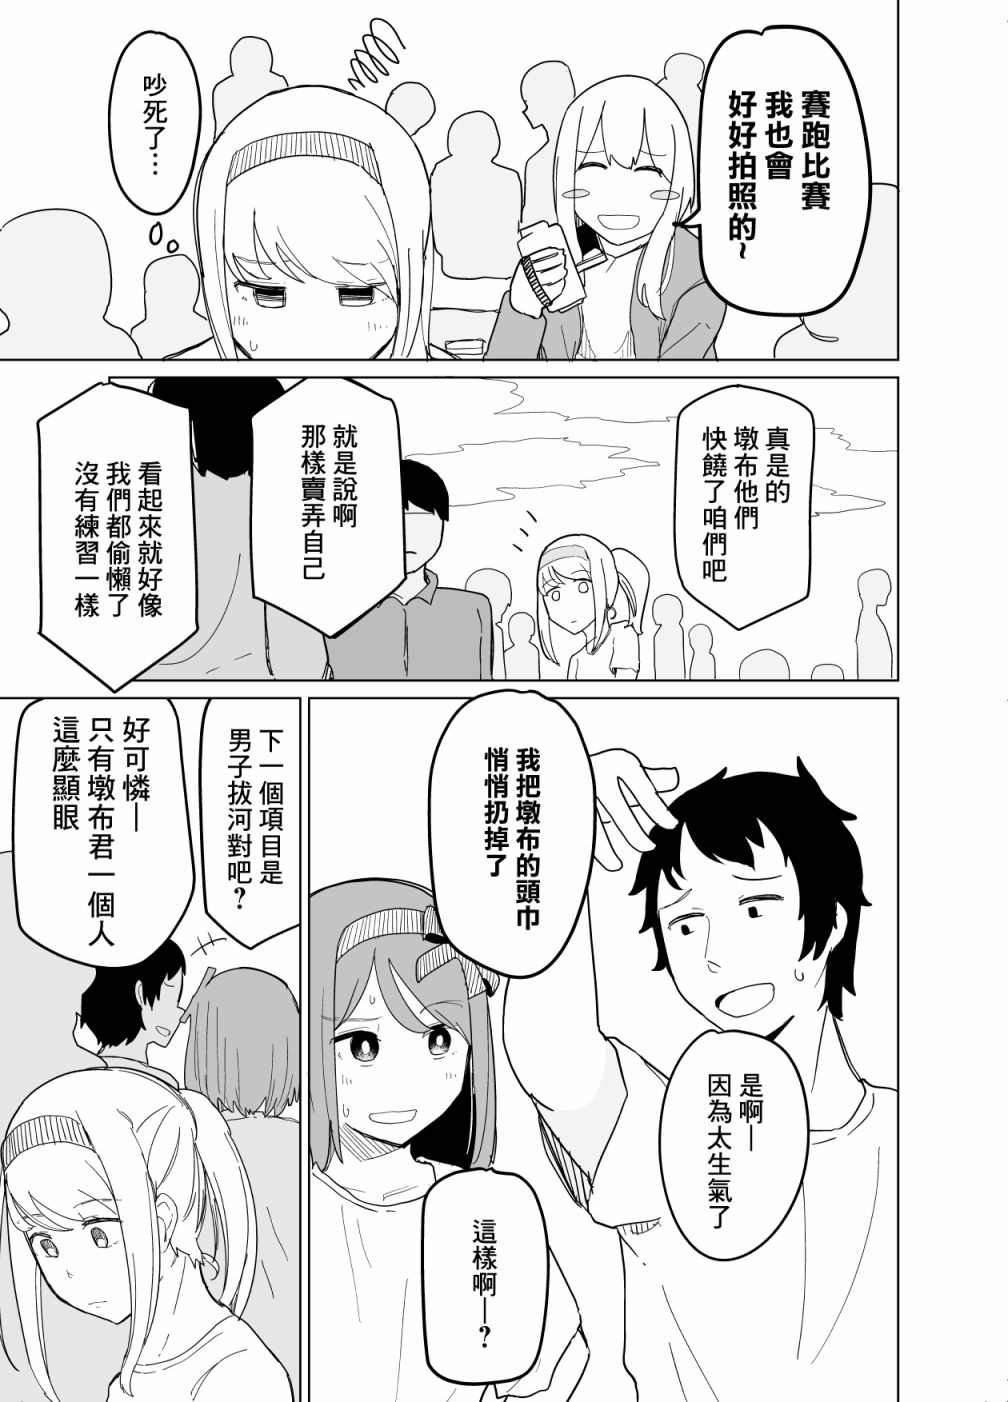 賽跑比賽
我也會
好好拍照的~
吵死了…
真是的
墩布他們
快饒了咱們吧
就是說啊
那樣賣弄自己
看起來就好像
我們都偷懶了
沒有練習一樣
我把墩布的頭巾
悄悄扔掉了
是啊—
因為太生氣了
這樣啊—?
下一個項目是
男子拔河對吧?
好可憐—
只有墩布君一個人
這麼顯眼